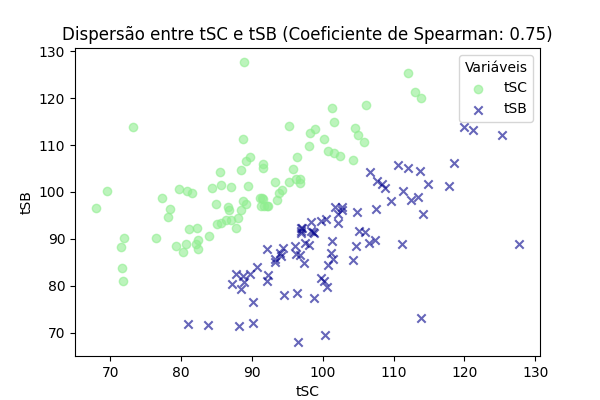 Dispersão entre tSC e tSB (Coeficiente de Spearman: 0.75)
130
120
110
100
90
80
70
tSB
Variáveis
tSC
tSB
70 80 90 100 110 120 130
tSC